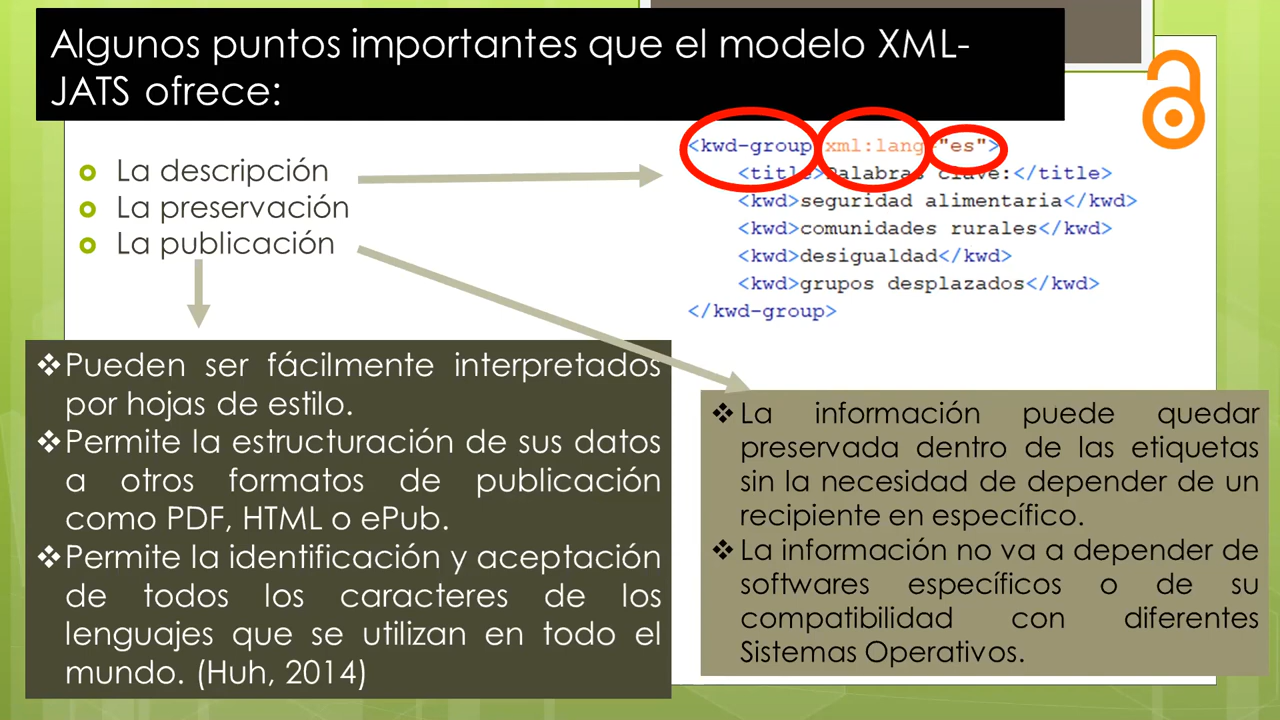 Algunos puntos importantes que el modelo XML-
JATS ofrece:
La descripción
La preservación
La publicación
<kwd-group xml:lang="es">
<title>Palabras clave:</title>
<kwd>seguridad alimentaria</kwd>
<kwd>comunidades rurales</kwd>
<kwd>desigualdad</kwd>
<kwd>grupos desplazados</kwd>
</kwd-group>
❖Pueden ser fácilmente interpretados
por hojas de estilo.
❖Permite la estructuración de sus datos
a otros formatos de publicación
como PDF, HTML o ePub.
❖Permite la identificación y aceptación
de todos los caracteres de los
lenguajes que se utilizan en todo el
mundo. (Huh, 2014)
❖La información puede quedar
preservada dentro de las etiquetas
sin la necesidad de depender de un
recipiente en específico.
❖La información no va a depender de
softwares específicos o de su
compatibilidad con diferentes
Sistemas Operativos.